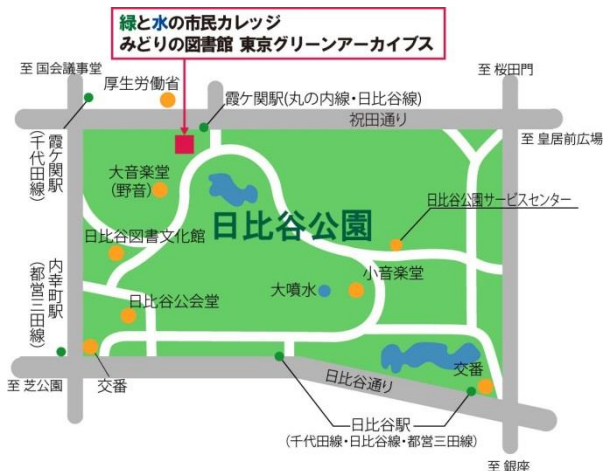 緑と水の市民カレッジ
みどりの図書館 東京グリーンアーカイブス
至 国会議事堂
厚生労働省
至 桜田門
霞ケ関駅(丸の内線・日比谷線)
祝田通り
霞ケ関駅
(千代田線)
至 皇居前広場
大音楽堂
(野音)
日比谷公園
日比谷公園サービスセンター
日比谷図書文化館
内幸町駅
(都営三田線)
大噴水
小音楽堂
日比谷公会堂
交番
至 芝公園
交番
日比谷通り
日比谷駅
(千代田線・日比谷線・都営三田線)
至 銀座